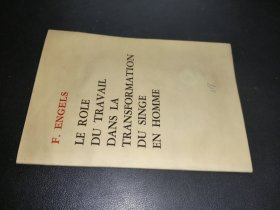 F. ENGELS
LE ROLE
DU TRAVAIL
DANS LA
TRANSFORMATION
DU SINGE
EN HOMME